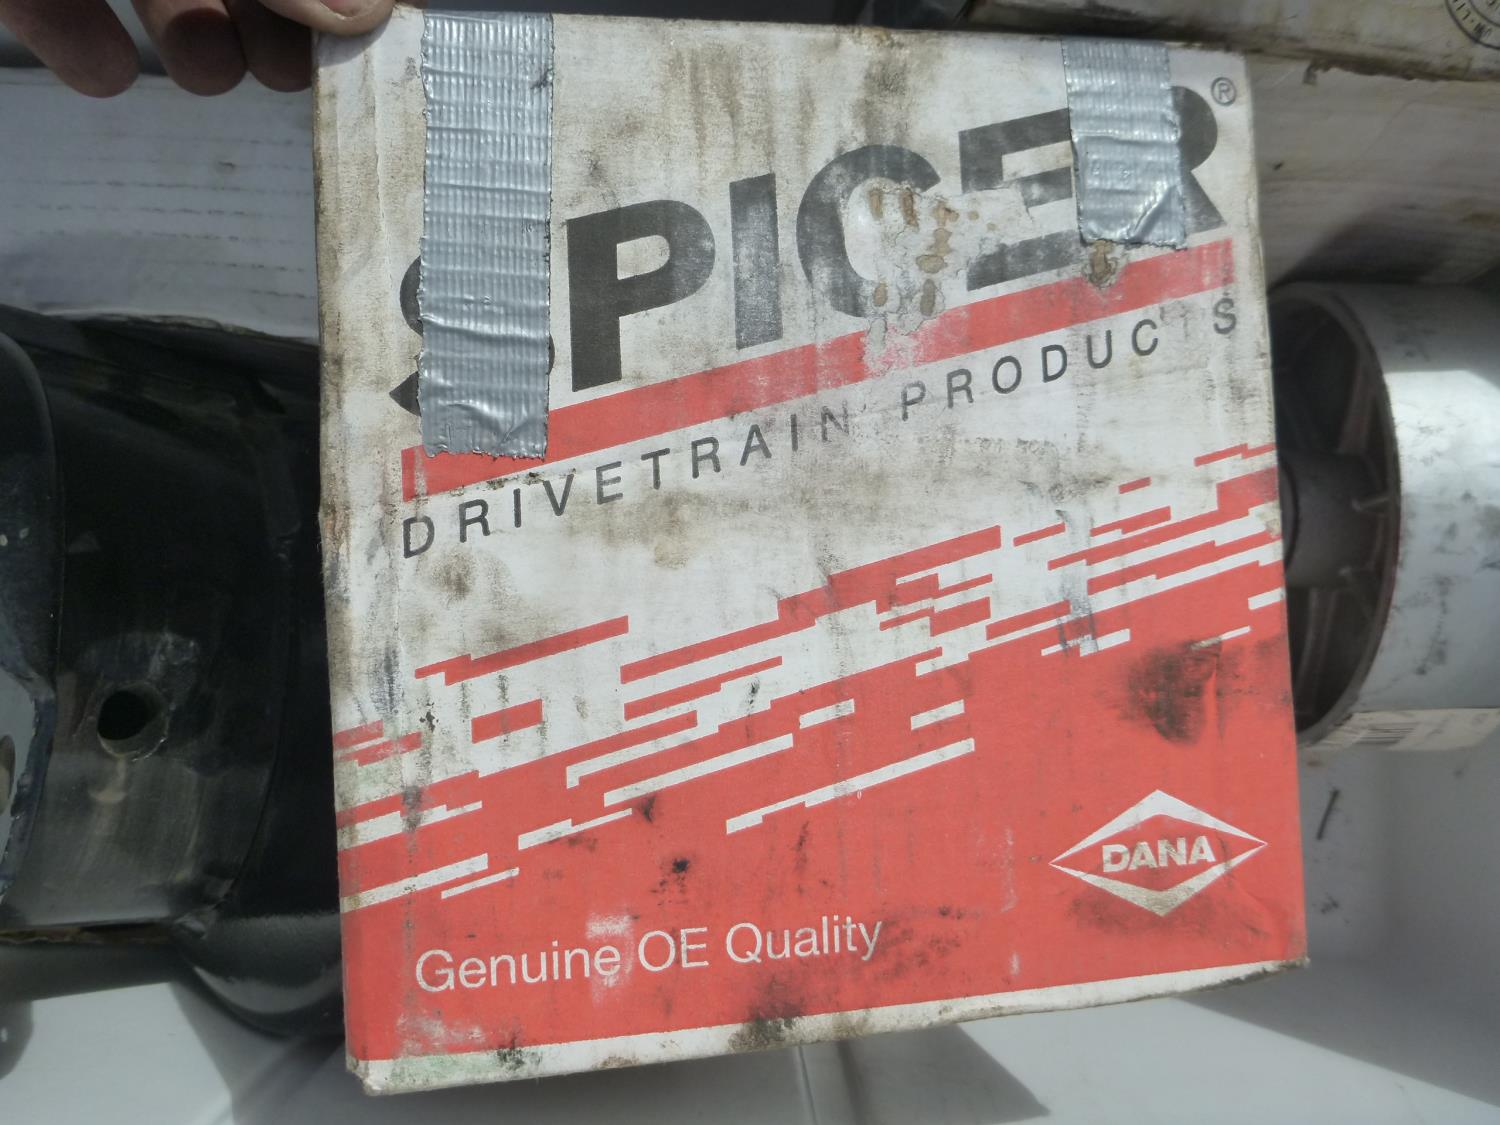 SPICER®
DRIVETRAIN PRODUCTS
DANA
Genuine OE Quality